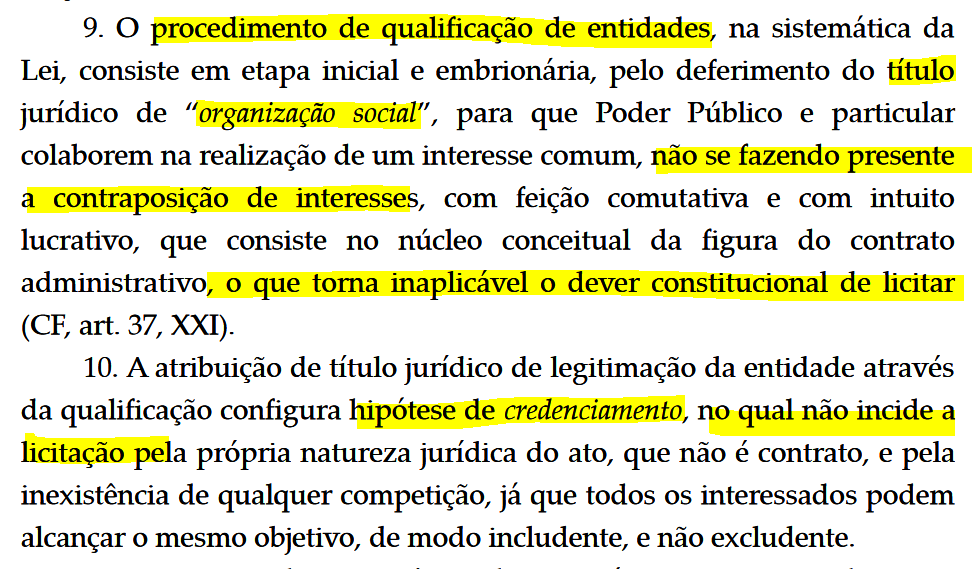 9. O procedimento de qualificação de entidades, na sistemática da
Lei, consiste em etapa inicial e embrionária, pelo deferimento do título
jurídico de “organização social”, para que Poder Público e particular
colaborem na realização de um interesse comum, não se fazendo presente
a contraposição de interesses, com feição comutativa e com intuito
lucrativo, que consiste no núcleo conceitual da figura do contrato
administrativo, o que torna inaplicável o dever constitucional de licitar
(CF, art. 37, XXI).
10. A atribuição de título jurídico de legitimação da entidade através
da qualificação configura hipótese de credenciamento, no qual não incide a
licitação pela própria natureza jurídica do ato, que não é contrato, e pela
inexistência de qualquer competição, já que todos os interessados podem
alcançar o mesmo objetivo, de modo includente, e não excludente.